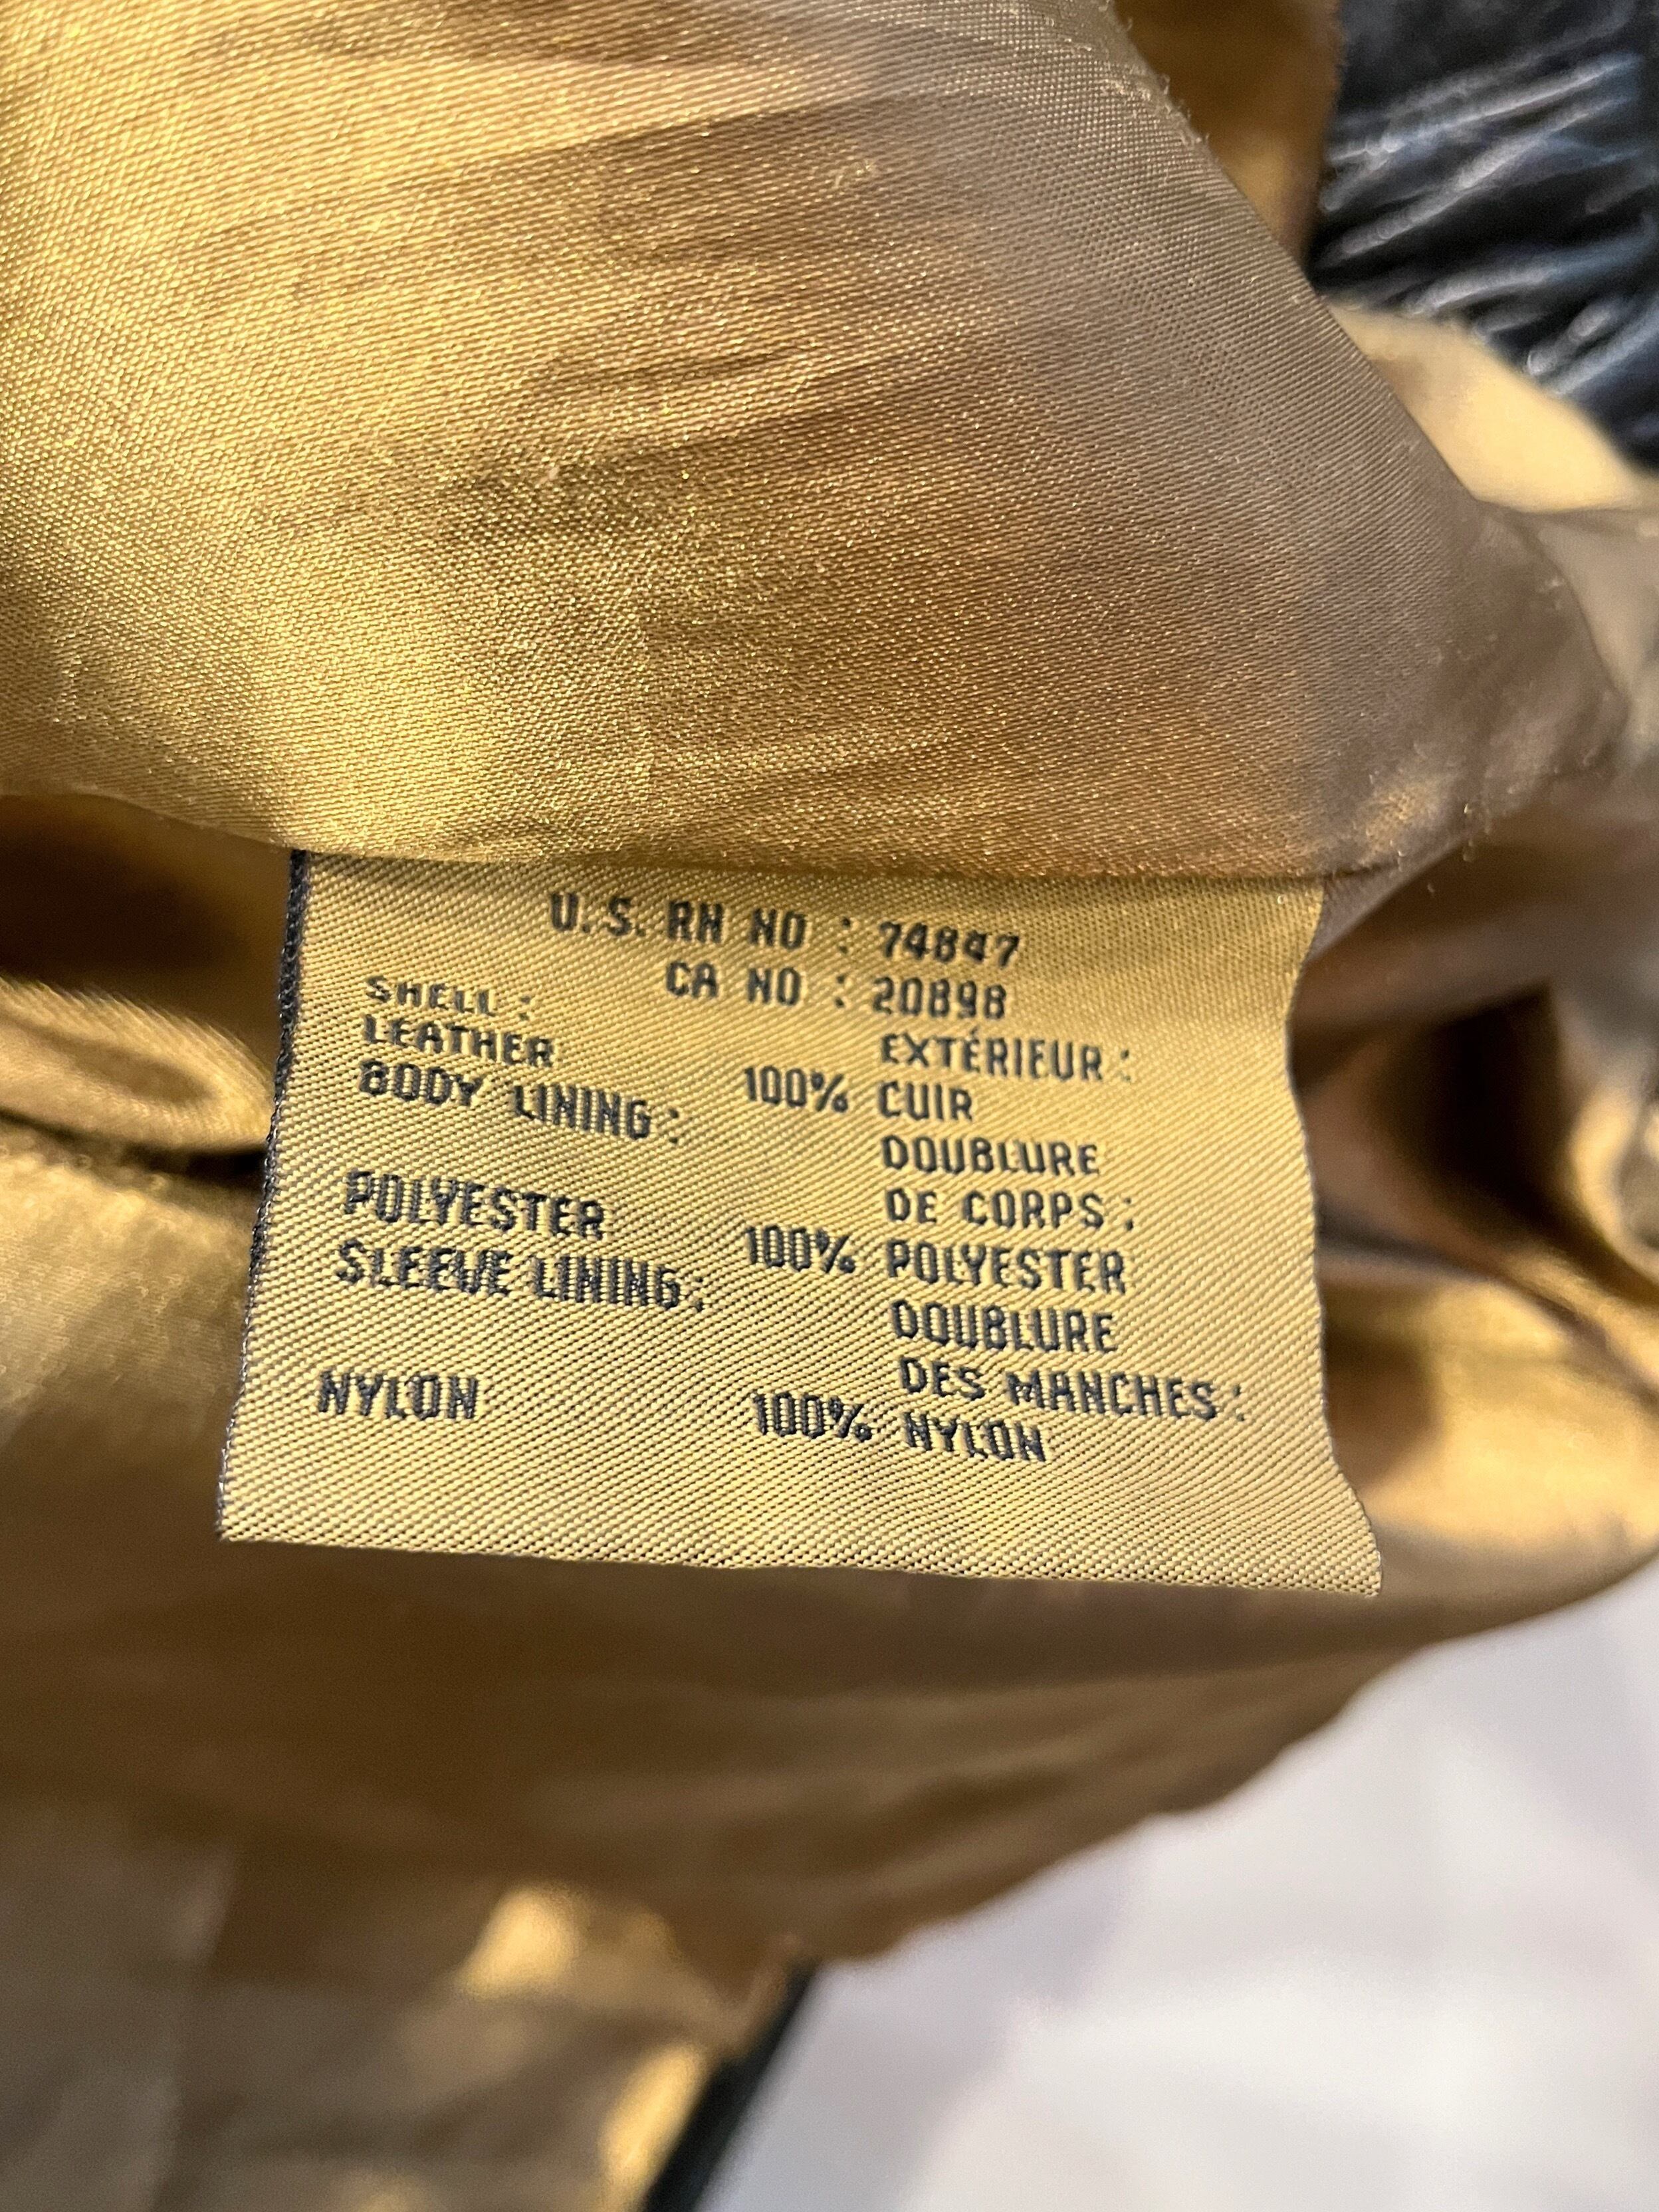 U.S. RN NO : 74847
CA NO : 20898
SHELL : EXTÉRIEUR :
LEATHER 100% CUIR
BODY LINING : DOUBLURE
DE CORPS :
POLYESTER 100% POLYESTER
SLEEVE LINING : DOUBLURE
DES MANCHES :
NYLON 100% NYLON